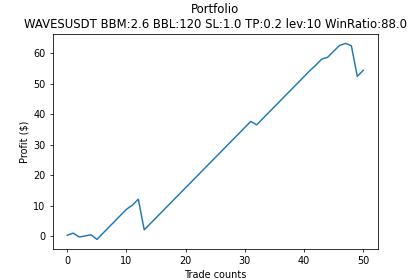 Portfolio
WAVESUSDT BBM:2.6 BBL:120 SL:1.0 TP:0.2 lev:10 WinRatio:88.0
60
50
40
30
20
10
0
Profit ($)
0 10 20 30 40 50
Trade counts